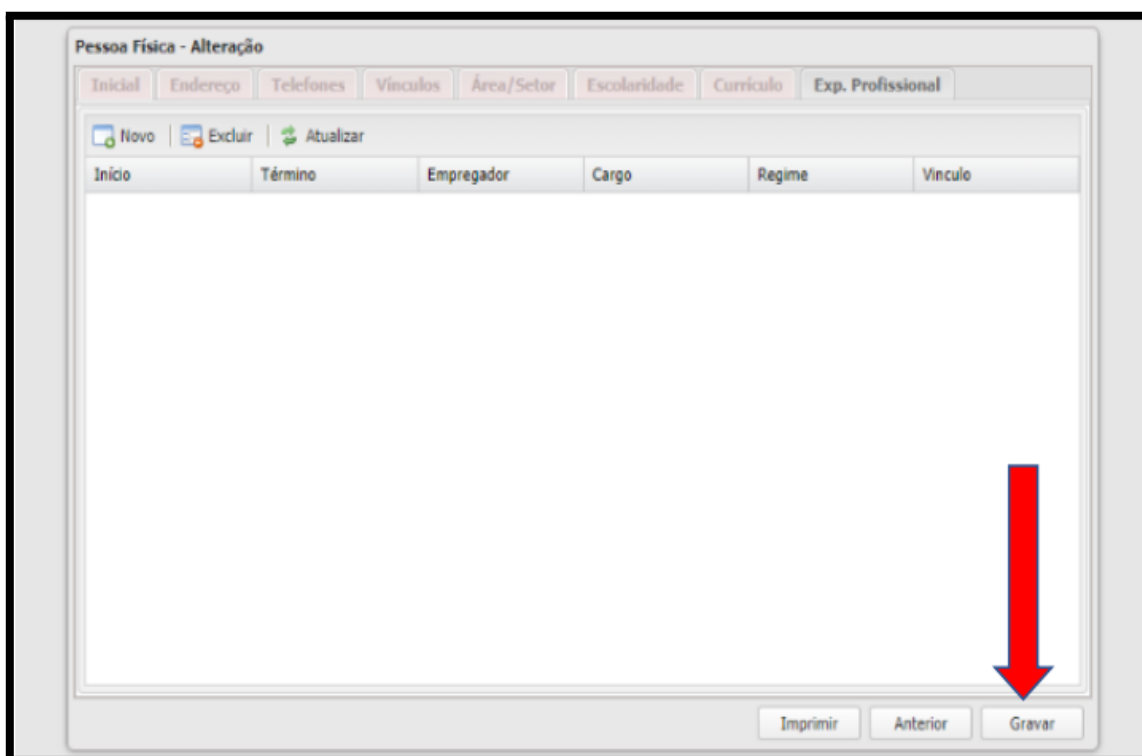 Pessoa Física - Alteração
Inicial Endereço Telefones Vínculos Área/Setor Escolaridade Currículo Exp. Profissional
Novo Excluir Atualizar
Início Término Empregador Cargo Regime Vinculo
Imprimir Anterior Gravar